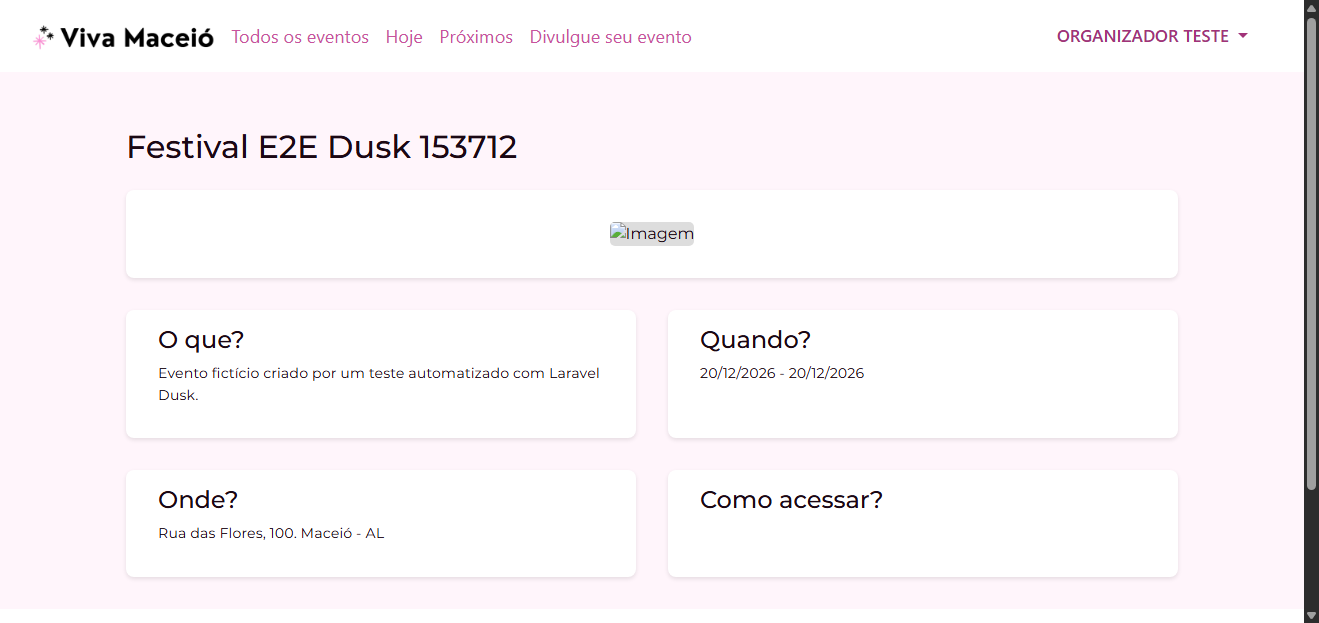 Viva Maceió Todos os eventos Hoje Próximos Divulgue seu evento ORGANIZADOR TESTE
Festival E2E Dusk 153712
Imagem
O que?
Evento fictício criado por um teste automatizado com Laravel
Dusk.
Quando?
20/12/2026 - 20/12/2026
Onde?
Rua das Flores, 100. Maceió - AL
Como acessar?